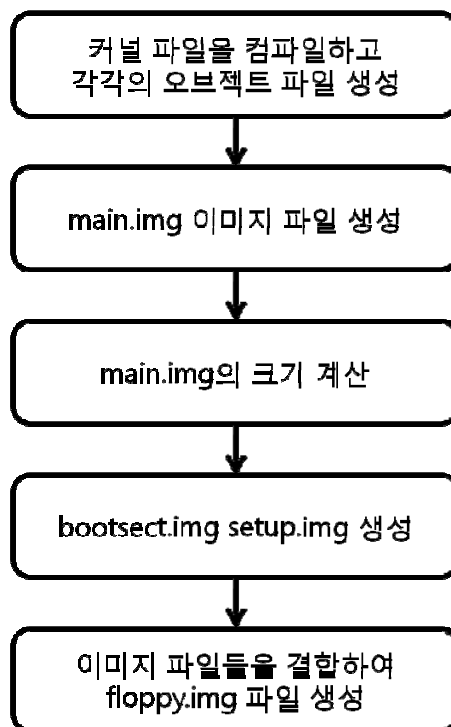 커널 파일을 컴파일하고
각각의 오브젝트 파일 생성
main.img 이미지 파일 생성
main.img의 크기 계산
bootsect.img setup.img 생성
이미지 파일들을 결합하여
floppy.img 파일 생성